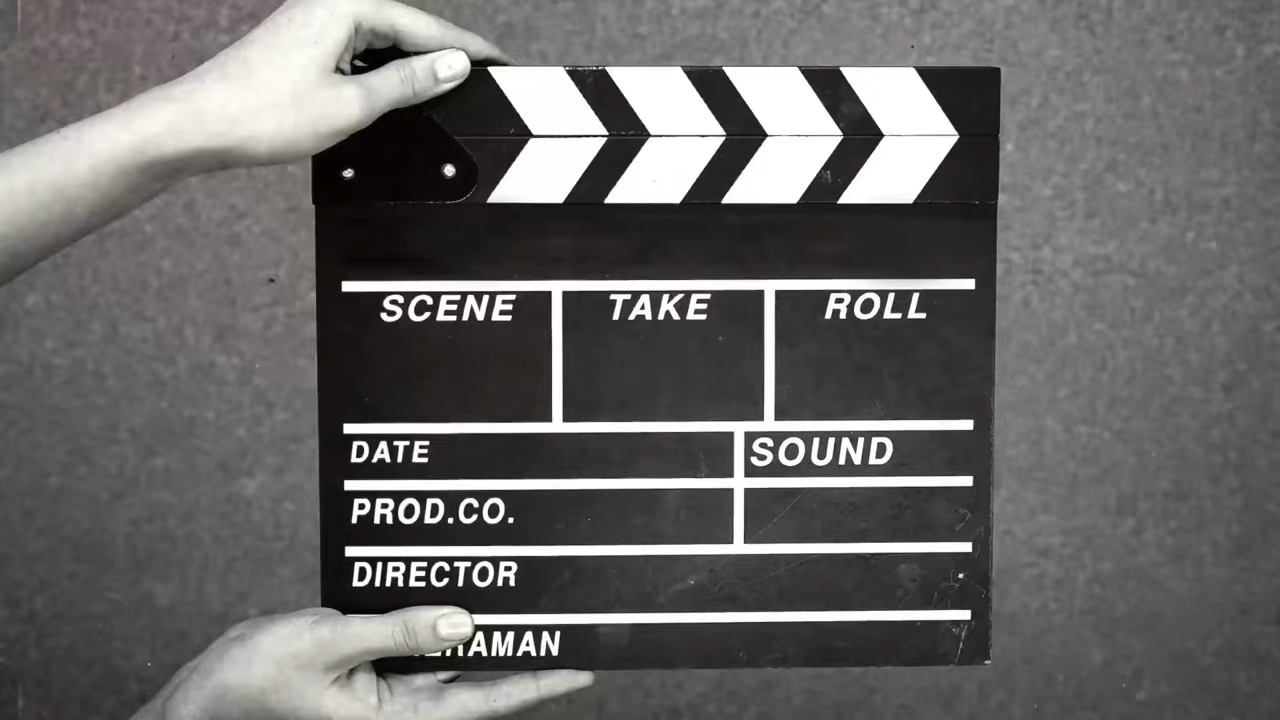 SCENE TAKE ROLL
DATE SOUND
PROD.CO.
DIRECTOR